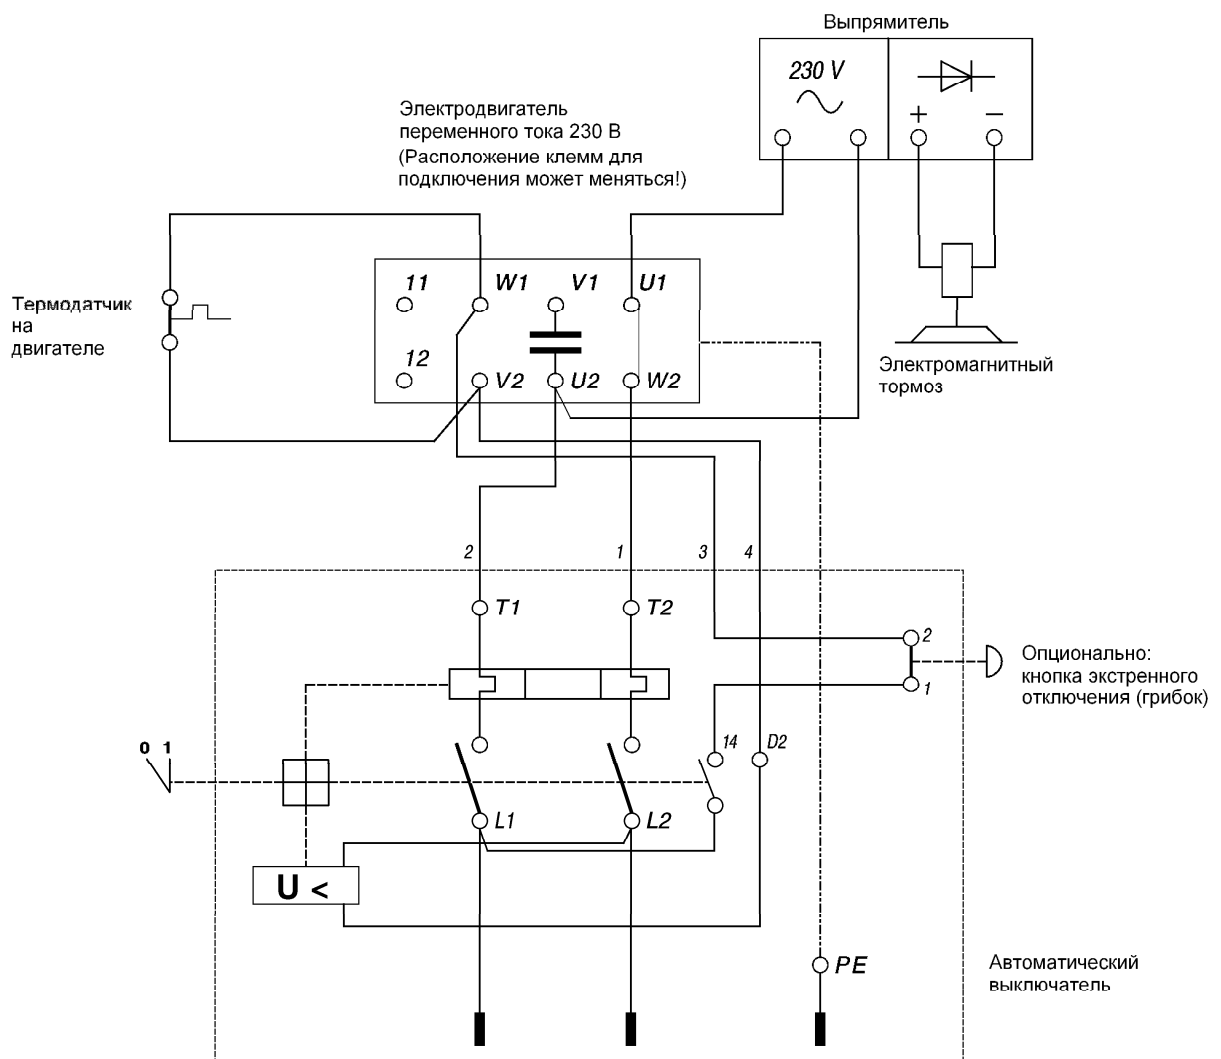 Выпрямитель
230 V
+ −
Электродвигатель
переменного тока 230 В
(Расположение клемм для
подключения может меняться!)
11 W1 V1 U1
Термодатчик
на
двигателе
12 V2 U2 W2
Электромагнитный
тормоз
2 1 3 4
T1 T2
2
1
Опционально:
кнопка экстренного
отключения (грибок)
14 D2
0 1
L1 L2
U <
PE
Автоматический
выключатель